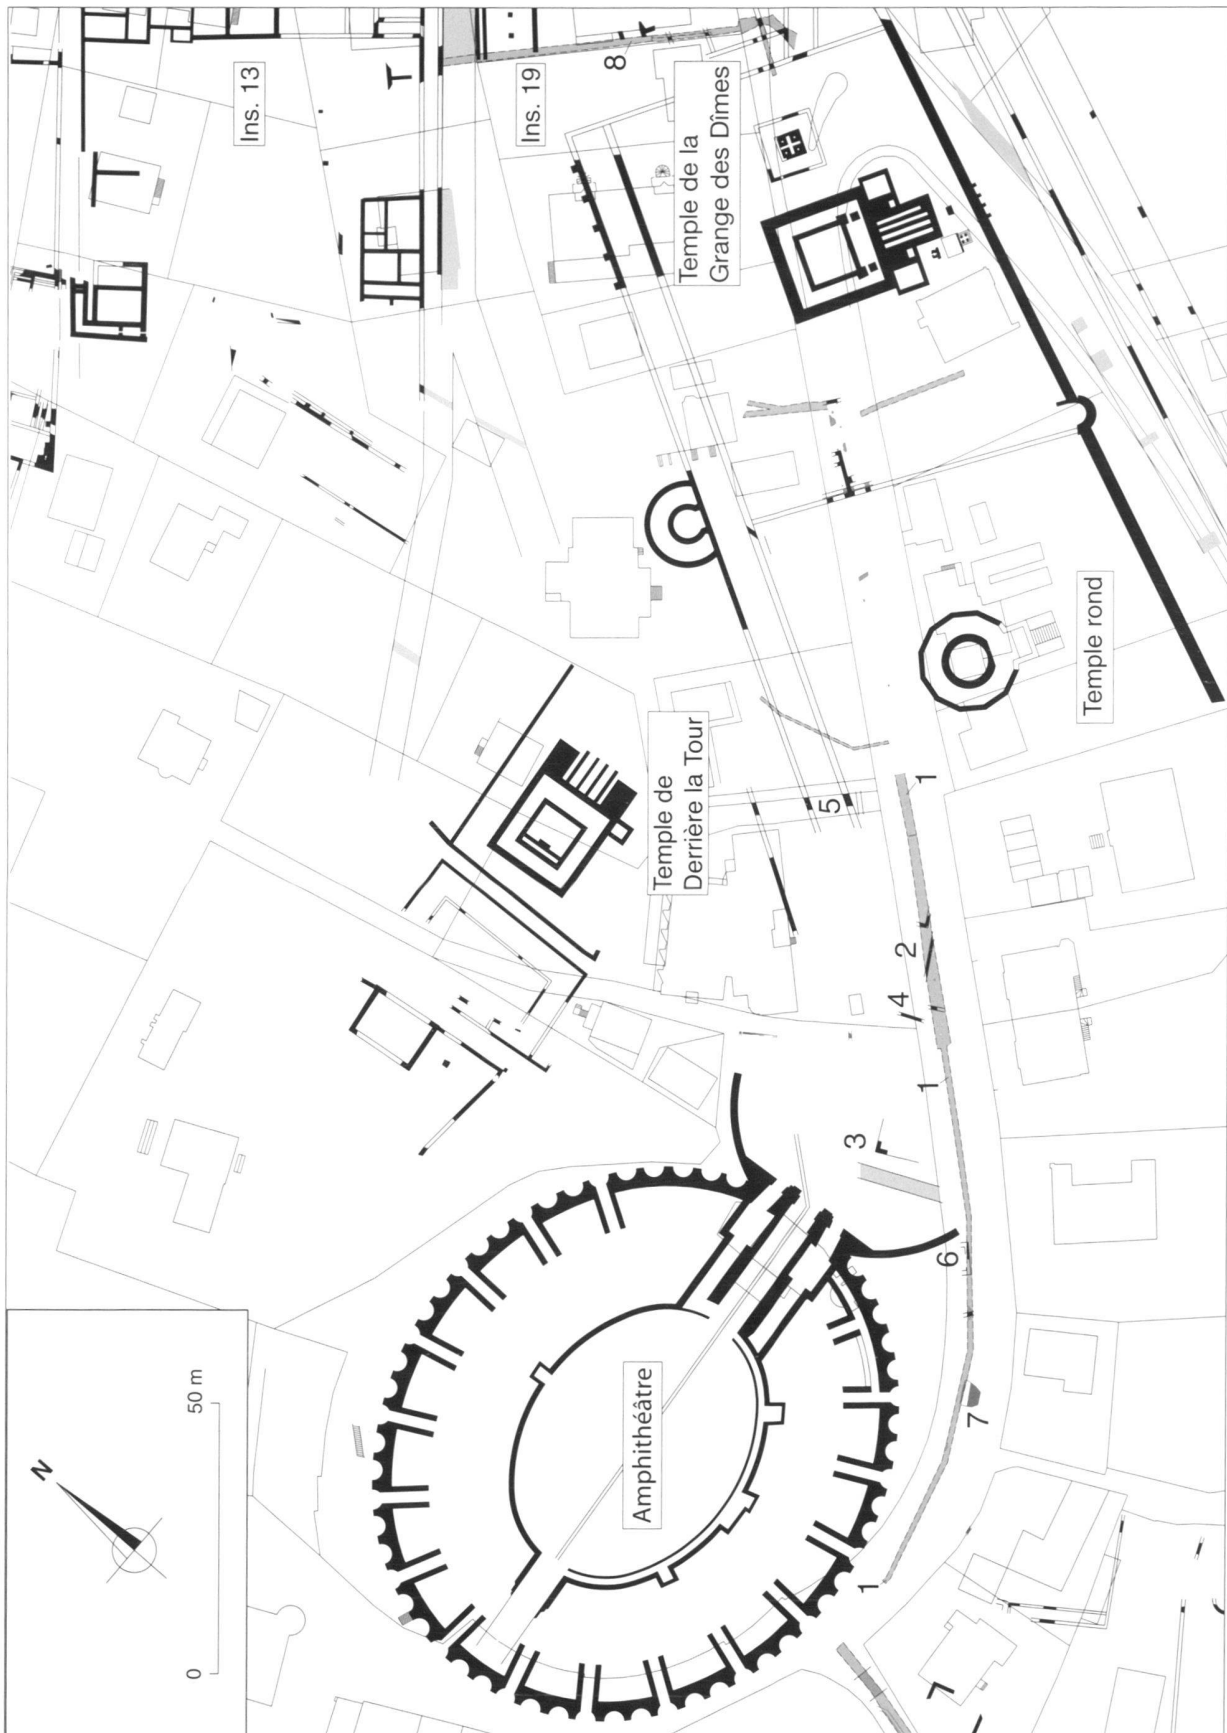 N
0
50 m
Amphithéâtre
Temple de
Derrière la Tour
Temple rond
Temple de la
Grange des Dîmes
Ins. 13
Ins. 19
1
7
6
3
1
4
2
1
5
8